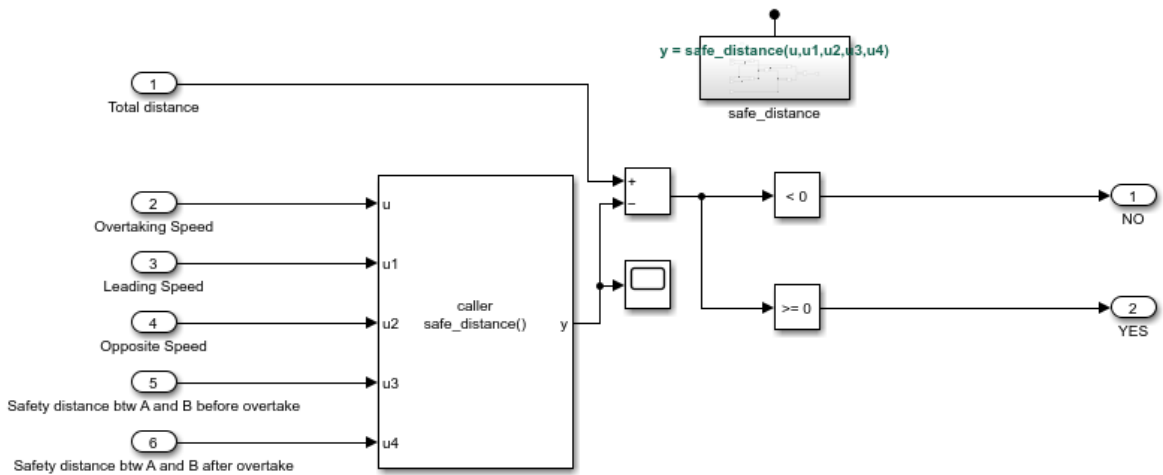 y = safe_distance(u,u1,u2,u3,u4)
safe_distance
1
Total distance
2
Overtaking Speed
3
Leading Speed
4
Opposite Speed
5
Safety distance btw A and B before overtake
6
Safety distance btw A and B after overtake
u
u1
u2
u3
u4
caller
safe_distance()
y
+
−
< 0
>= 0
1
NO
2
YES